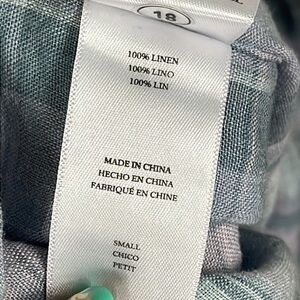 18
100% LINEN
100% LINO
100% LIN
MADE IN CHINA
HECHO EN CHINA
FABRIQUÉ EN CHINE
SMALL
CHICO
PETIT